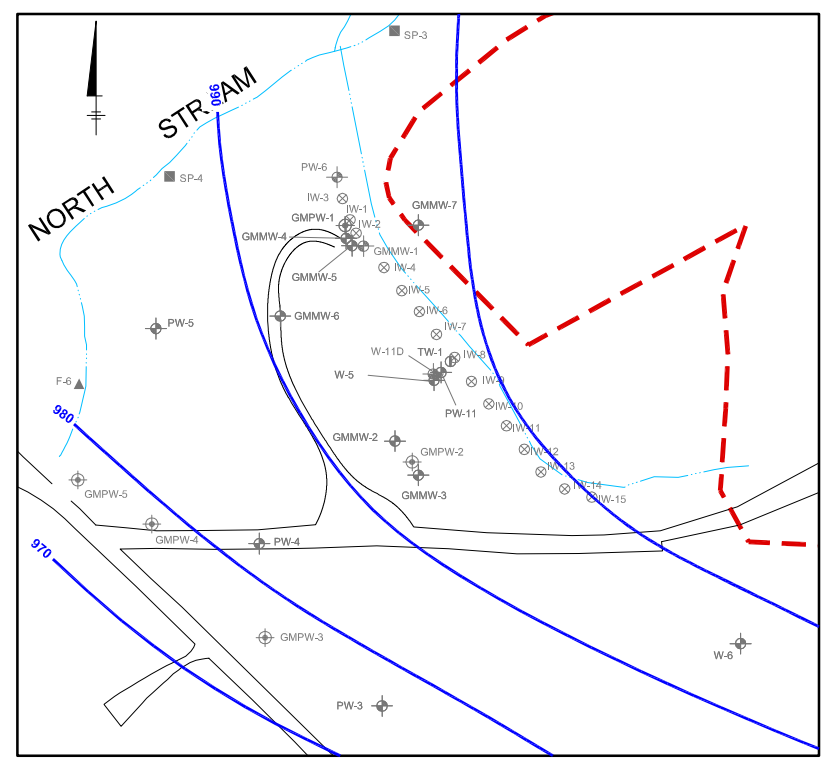 SP-3
990
STREAM
PW-6
SP-4
NORTH
IW-3
GMMW-7
IW-1
GMPW-1
IW-2
GMMW-4
GMMW-1
IW-4
GMMW-5
IW-5
IW-6
GMMW-6
PW-5
IW-7
W-11D
TW-1
IW-8
W-5
F-6
IW-9
IW-10
980
PW-11
IW-11
GMMW-2
IW-12
GMPW-2
IW-13
IW-14
GMPW-5
GMMW-3
IW-15
GMPW-4
PW-4
970
GMPW-3
W-6
PW-3